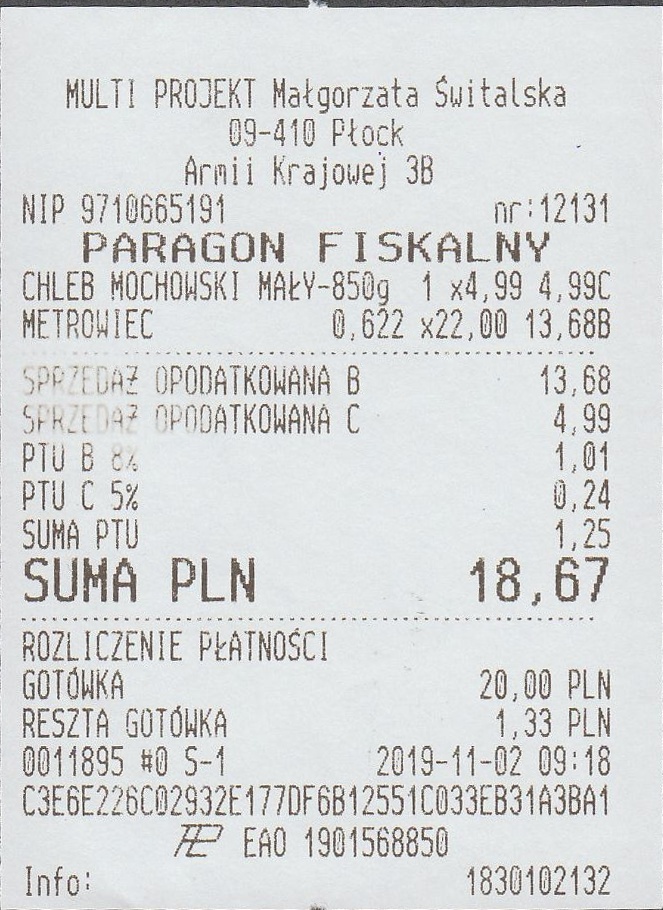 MULTI PROJEKT Małgorzata Świtalska
09-410 Płock
Armii Krajowej 3B
NIP 9710665191 nr:12131
PARAGON FISKALNY
CHLEB MOCHOWSKI MAŁY-850g 1 x4,99 4,99C
METROWIEC 0,622 x22,00 13,68B
SPRZEDAŻ OPODATKOWANA B 13,68
SPRZEDAŻ OPODATKOWANA C 4,99
PTU B 8% 1,01
PTU C 5% 0,24
SUMA PTU 1,25
SUMA PLN 18,67
ROZLICZENIE PŁATNOŚCI
GOTÓWKA 20,00 PLN
RESZTA GOTÓWKA 1,33 PLN
0011895 #0 S-1 2019-11-02 09:18
C3E6E226C02932E177DF6B12551C033EB31A3BA1
EAO 1901568850
Info: 1830102132